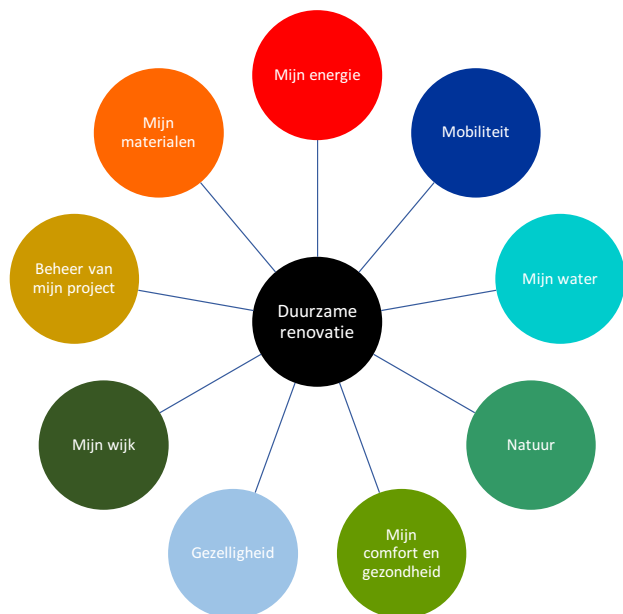 Mijn energie
Mobiliteit
Mijn water
Natuur
Mijn
comfort en
gezondheid
Gezelligheid
Mijn wijk
Beheer van
mijn project
Mijn
materialen
Duurzame
renovatie